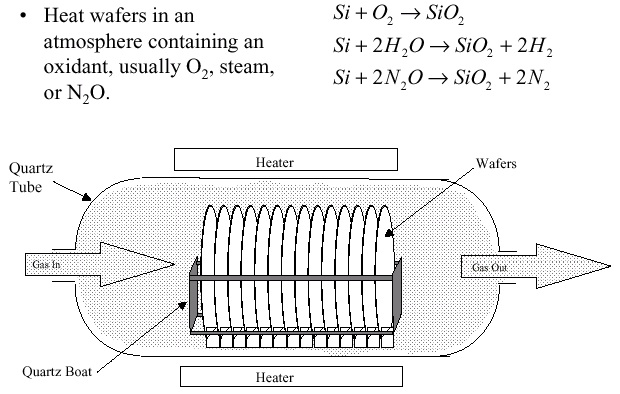 • Heat wafers in an
atmosphere containing an
oxidant, usually O₂, steam,
or N₂O.
Si + O₂ → SiO₂
Si + 2H₂O → SiO₂ + 2H₂
Si + 2N₂O → SiO₂ + 2N₂
Heater
Quartz
Tube
Wafers
Gas In
Gas Out
Quartz Boat
Heater